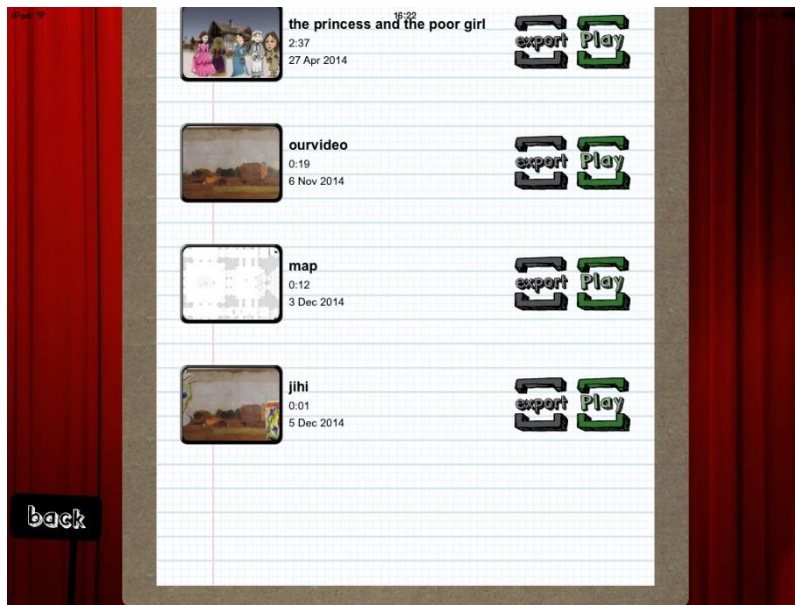 iPad 16:22
the princess and the poor girl
2:37
27 Apr 2014
export Play
ourvideo
0:19
6 Nov 2014
export Play
map
0:12
3 Dec 2014
export Play
jihi
0:01
5 Dec 2014
export Play
back